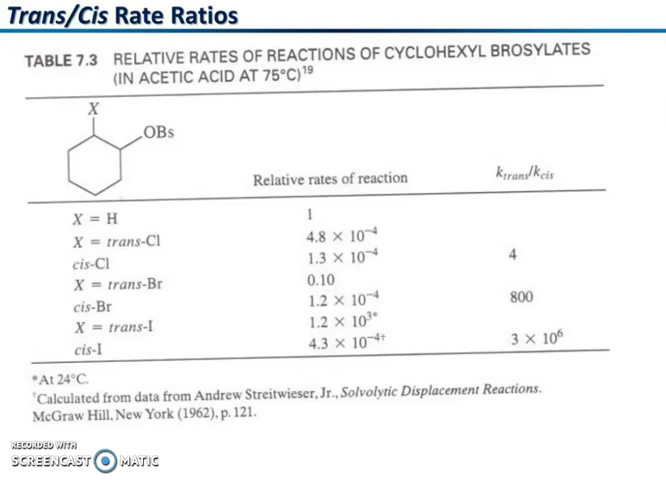 Trans/Cis Rate Ratios
TABLE 7.3 RELATIVE RATES OF REACTIONS OF CYCLOHEXYL BROSYLATES
(IN ACETIC ACID AT 75°C)¹⁹
X
OBs
Relative rates of reaction k_trans/k_cis
X = H 1
X = trans-Cl 4.8 × 10⁻⁴
cis-Cl 1.3 × 10⁻⁴ 4
X = trans-Br 0.10
cis-Br 1.2 × 10⁻⁴ 800
X = trans-I 1.2 × 10³*
cis-I 4.3 × 10⁻⁴† 3 × 10⁶
*At 24°C.
†Calculated from data from Andrew Streitwieser, Jr., Solvolytic Displacement Reactions.
McGraw Hill, New York (1962), p. 121.
RECORDED WITH
SCREENCAST O MATIC